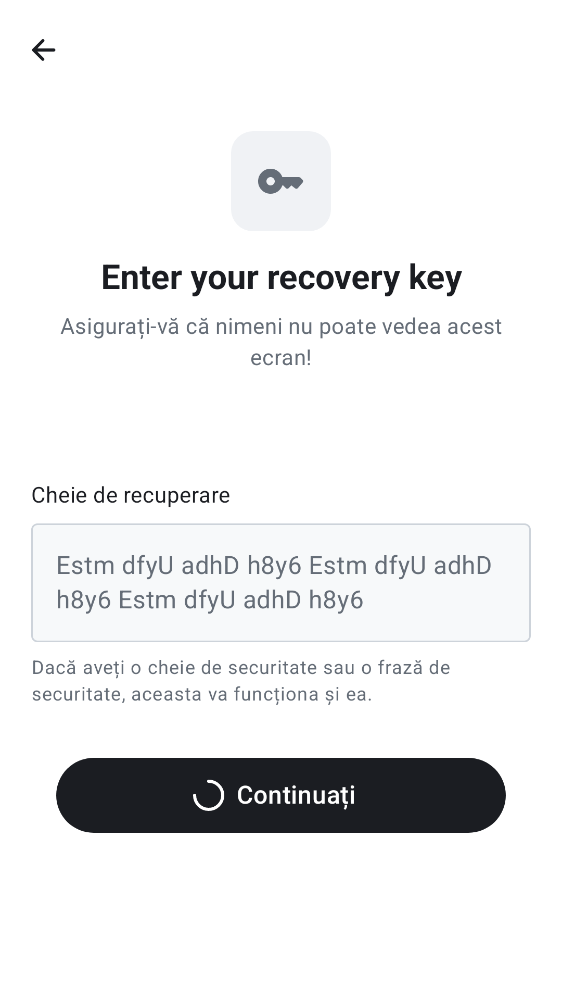 Enter your recovery key
Asigurați-vă că nimeni nu poate vedea acest
ecran!
Cheie de recuperare
Estm dfyU adhD h8y6 Estm dfyU adhD
h8y6 Estm dfyU adhD h8y6
Dacă aveți o cheie de securitate sau o frază de
securitate, aceasta va funcționa și ea.
Continuați